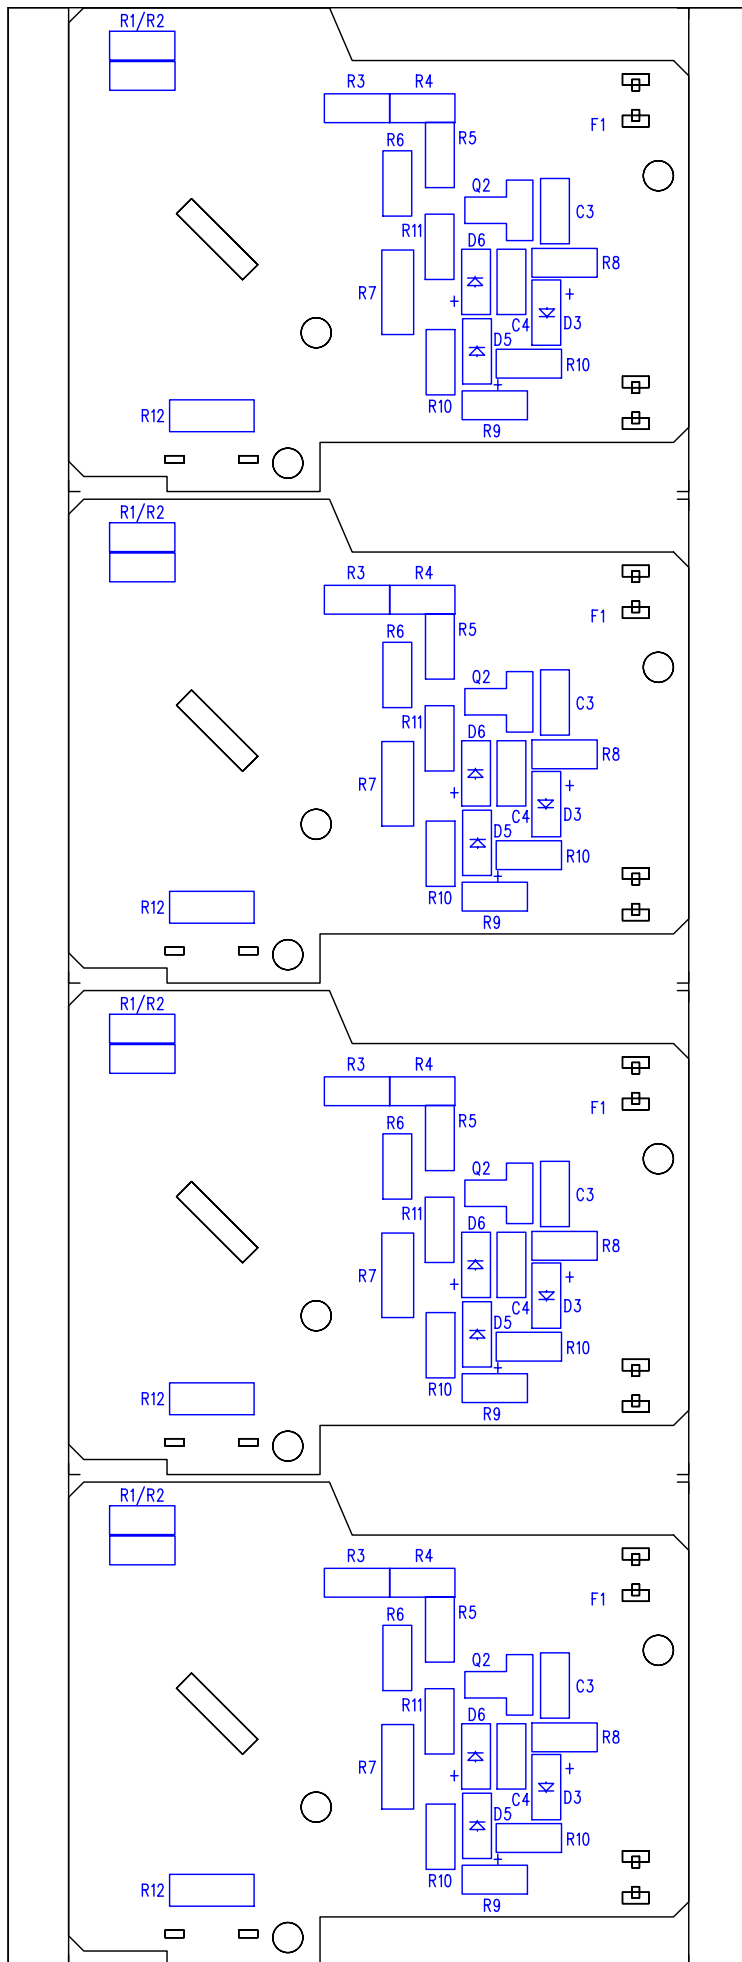 R1/R2
R3 R4
F1
R6 R5
Q2
C3
R11 D6
R8
R7 +
+
C4 D3
D5
R10
+
R10
R12
R9
R1/R2
R3 R4
F1
R6 R5
Q2
C3
R11 D6
R8
R7 +
+
C4 D3
D5
R10
+
R10
R12
R9
R1/R2
R3 R4
F1
R6 R5
Q2
C3
R11 D6
R8
R7 +
+
C4 D3
D5
R10
+
R10
R12
R9
R1/R2
R3 R4
F1
R6 R5
Q2
C3
R11 D6
R8
R7 +
+
C4 D3
D5
R10
+
R10
R12
R9